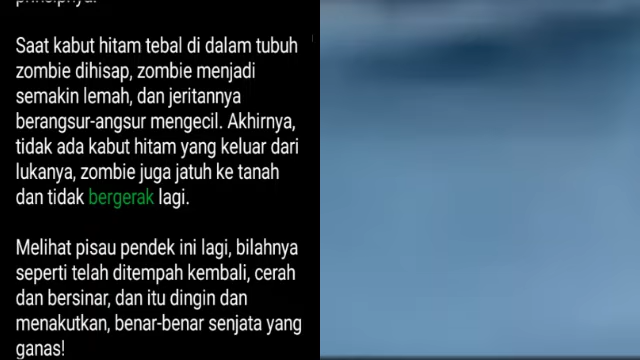 prinsipnya.
Saat kabut hitam tebal di dalam tubuh
zombie dihisap, zombie menjadi
semakin lemah, dan jeritannya
berangsur-angsur mengecil. Akhirnya,
tidak ada kabut hitam yang keluar dari
lukanya, zombie juga jatuh ke tanah
dan tidak bergerak lagi.
Melihat pisau pendek ini lagi, bilahnya
seperti telah ditempah kembali, cerah
dan bersinar, dan itu dingin dan
menakutkan, benar-benar senjata yang
ganas!